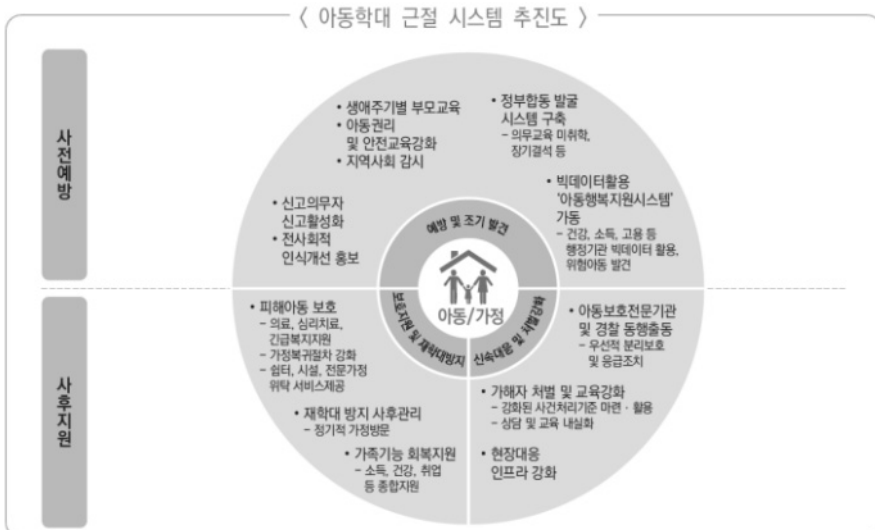 〈 아동학대 근절 시스템 추진도 〉
사전예방
• 생애주기별 부모교육
• 아동권리
및 안전교육강화
• 지역사회 감시
• 정부합동 발굴
시스템 구축
– 의무교육 미취학,
장기결석 등
• 신고의무자
신고활성화
• 전사회적
인식개선 홍보
• 빅데이터활용
‘아동행복지원시스템’
가동
– 건강, 소득, 고용 등
행정기관 빅데이터 활용,
위험아동 발견
예방 및 조기 발견
아동/가정
보호지원 및 재학대방지
신속대응 및 처벌강화
사후지원
• 피해아동 보호
– 의료, 심리치료,
긴급복지지원
– 가정복귀절차 강화
– 쉼터, 시설, 전문가정
위탁 서비스제공
• 재학대 방지 사후관리
– 정기적 가정방문
• 가족기능 회복지원
– 소득, 건강, 취업
등 종합지원
• 아동보호전문기관
및 경찰 동행출동
– 우선적 분리보호
및 응급조치
• 가해자 처벌 및 교육강화
– 강화된 사건처리기준 마련 · 활용
– 상담 및 교육 내실화
• 현장대응
인프라 강화